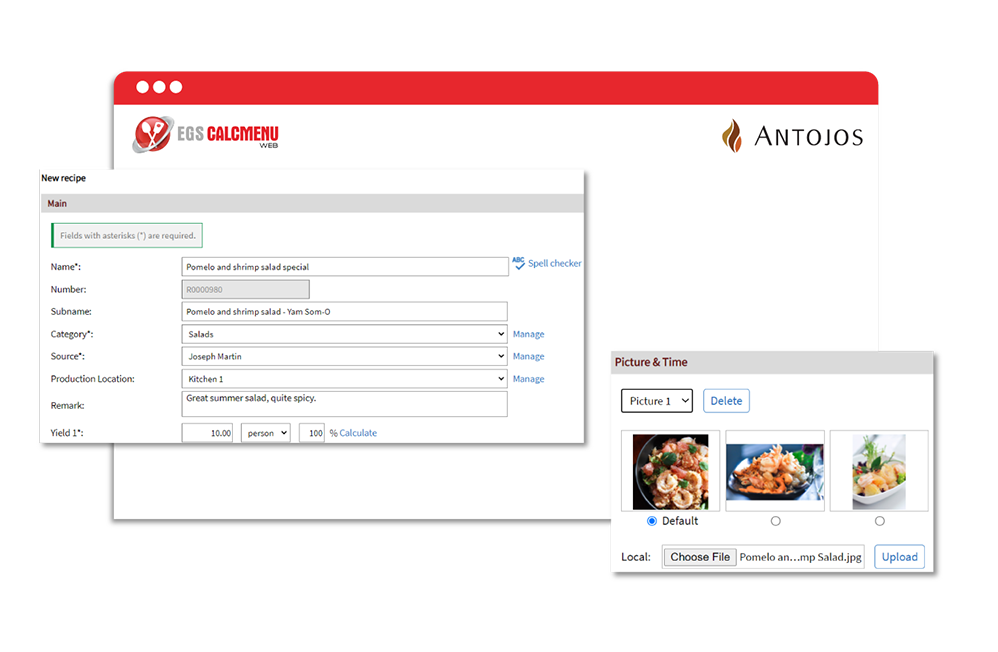 EGS CALCMENU
WEB
ANTOJOS
New recipe
Main
Fields with asterisks (*) are required.
Name*: Pomelo and shrimp salad special ABC Spell checker
Number: R0000980
Subname: Pomelo and shrimp salad - Yam Som-O
Category*: Salads Manage
Source*: Joseph Martin Manage
Production Location: Kitchen 1 Manage
Remark: Great summer salad, quite spicy.
Yield 1*: 10.00 person 100 % Calculate
Picture & Time
Picture 1 Delete
Default
Local: Choose File Pomelo an...mp Salad.jpg Upload